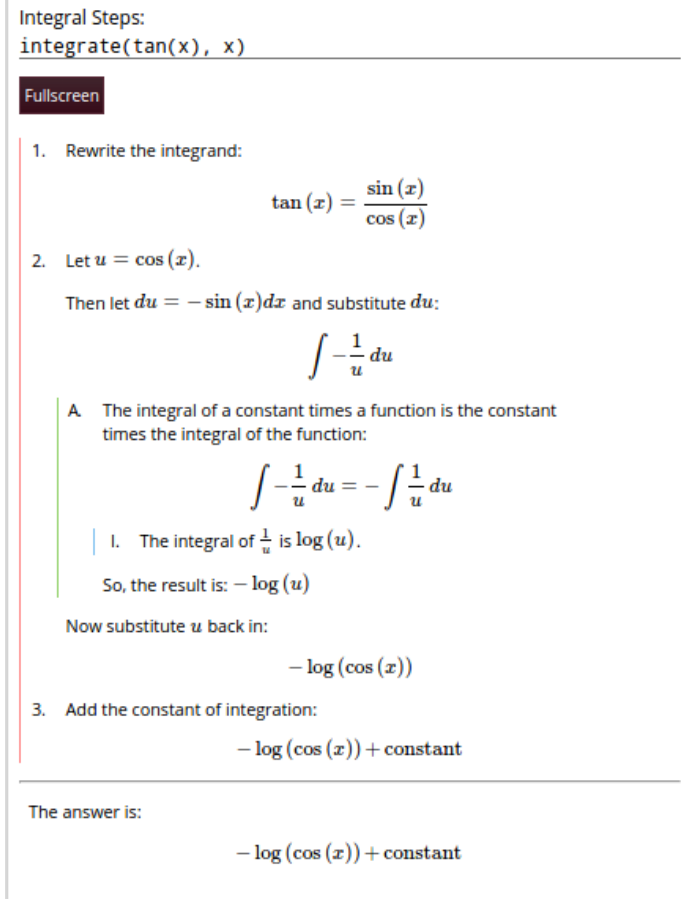 Integral Steps:
integrate(tan(x), x)
Fullscreen
1. Rewrite the integrand:
tan (x) = sin (x) / cos (x)
2. Let u = cos (x).
Then let du = − sin (x)dx and substitute du:
∫ −1/u du
A. The integral of a constant times a function is the constant
times the integral of the function:
∫ −1/u du = − ∫ 1/u du
I. The integral of 1/u is log (u).
So, the result is: − log (u)
Now substitute u back in:
− log (cos (x))
3. Add the constant of integration:
− log (cos (x)) + constant
The answer is:
− log (cos (x)) + constant